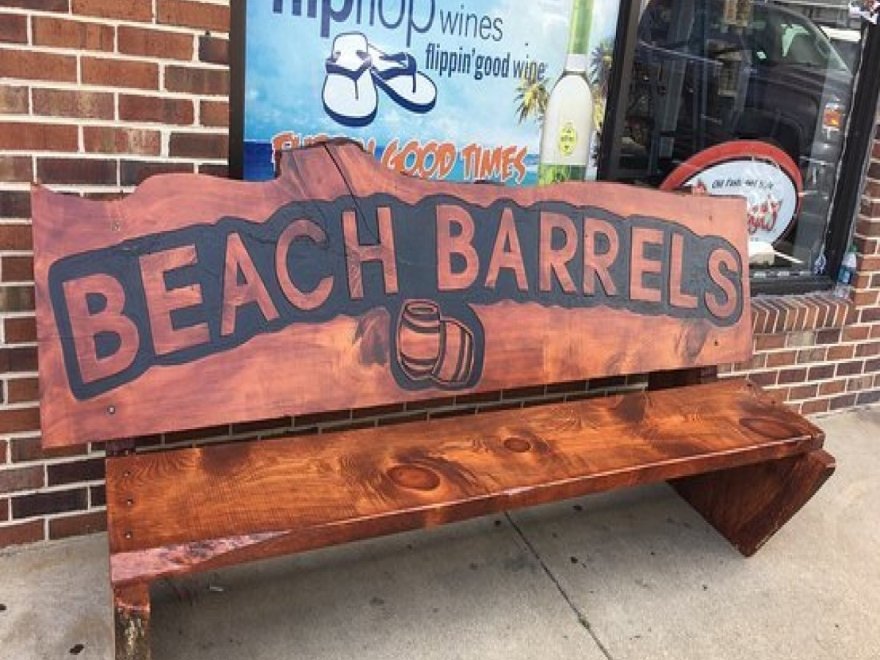 flipflop wines
flippin'good wine
GOOD TIMES
BEACH BARRELS